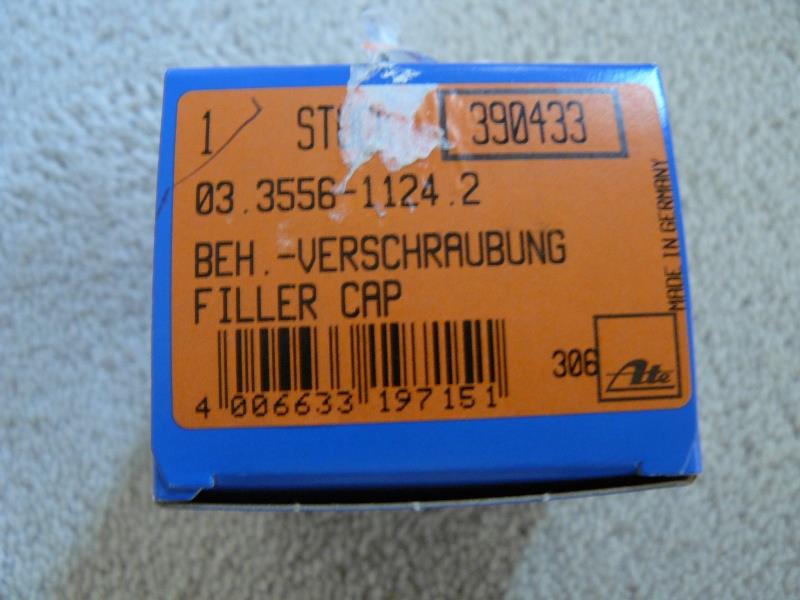 1 390433
03.3556-1124.2
BEH.-VERSCHRAUBUNG
FILLER CAP
306 Ate
4 006633 197151
MADE IN GERMANY